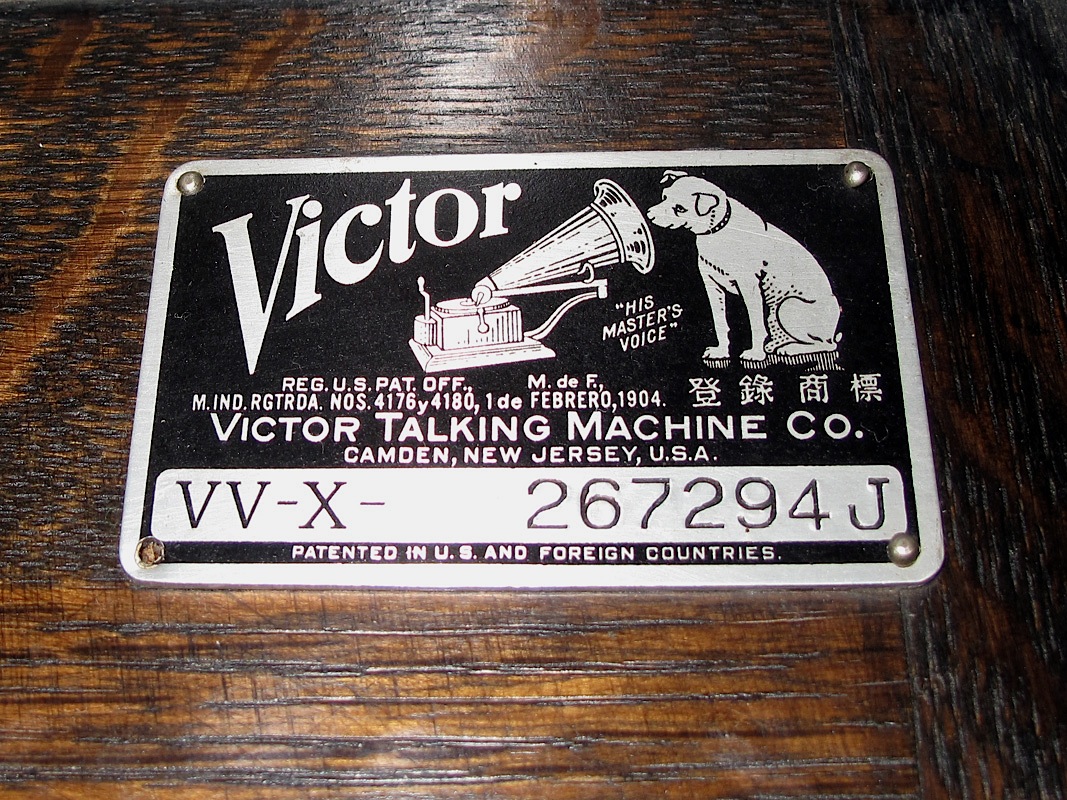 Victor
"HIS
MASTER'S
VOICE"
REG. U.S. PAT. OFF., M. de F.,
M. IND. RGTRDA. NOS. 4176 y 4180, 1 de FEBRERO, 1904.
登錄商標
VICTOR TALKING MACHINE CO.
CAMDEN, NEW JERSEY, U.S.A.
VV-X- 267294 J
PATENTED IN U.S. AND FOREIGN COUNTRIES.